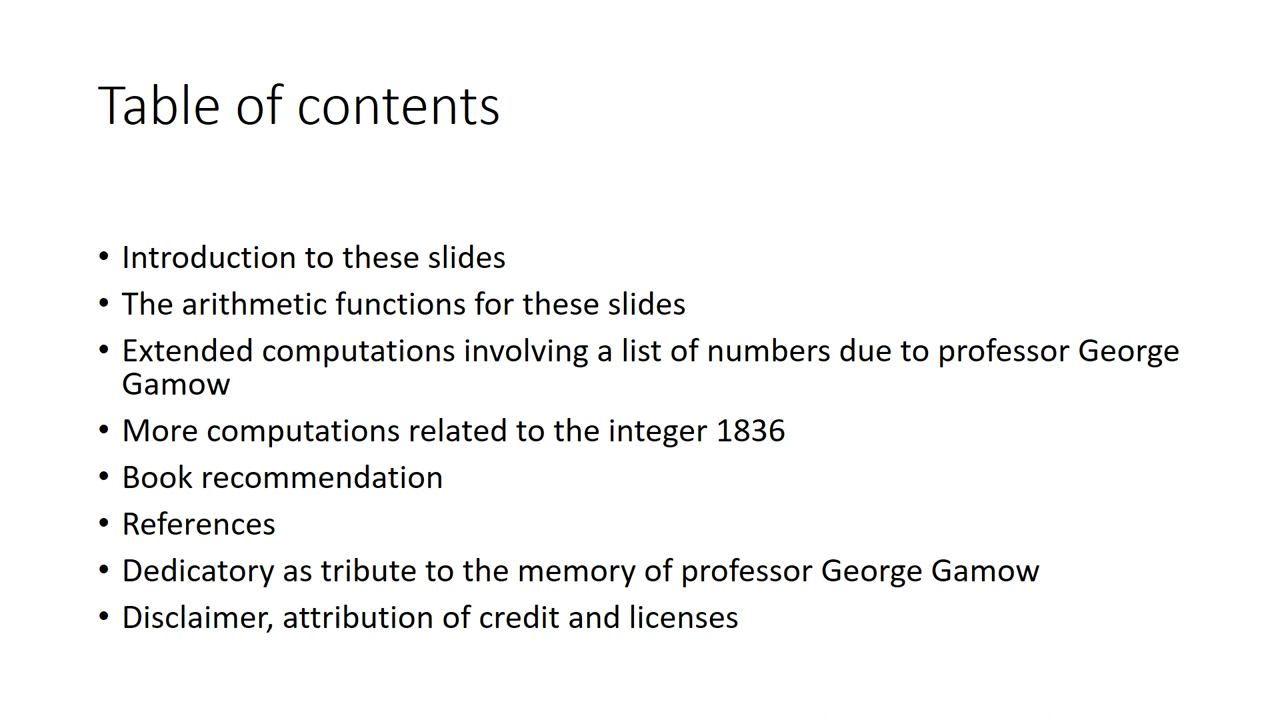 Table of contents
• Introduction to these slides
• The arithmetic functions for these slides
• Extended computations involving a list of numbers due to professor George
Gamow
• More computations related to the integer 1836
• Book recommendation
• References
• Dedicatory as tribute to the memory of professor George Gamow
• Disclaimer, attribution of credit and licenses